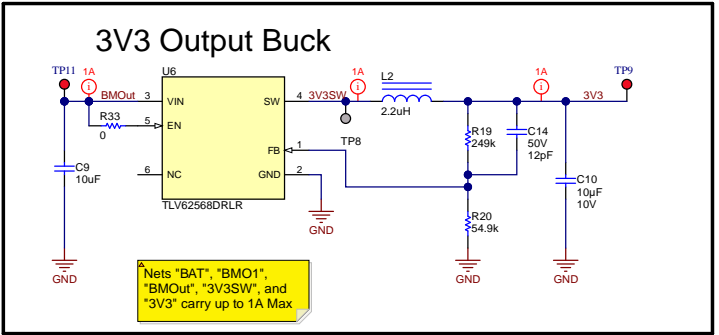 3V3 Output Buck
TP11
1A
i
BMOut
U6
3
VIN
SW
4
3V3SW
1A
i
L2
2.2uH
1A
i
3V3
TP9
R33
0
5
EN
TP8
R19
249k
C14
50V
12pF
FB
1
C9
10uF
6
NC
GND
2
C10
10µF
10V
TLV62568DRLR
GND
R20
54.9k
GND
GND
GND
Nets "BAT", "BMO1",
"BMOut", "3V3SW", and
"3V3" carry up to 1A Max